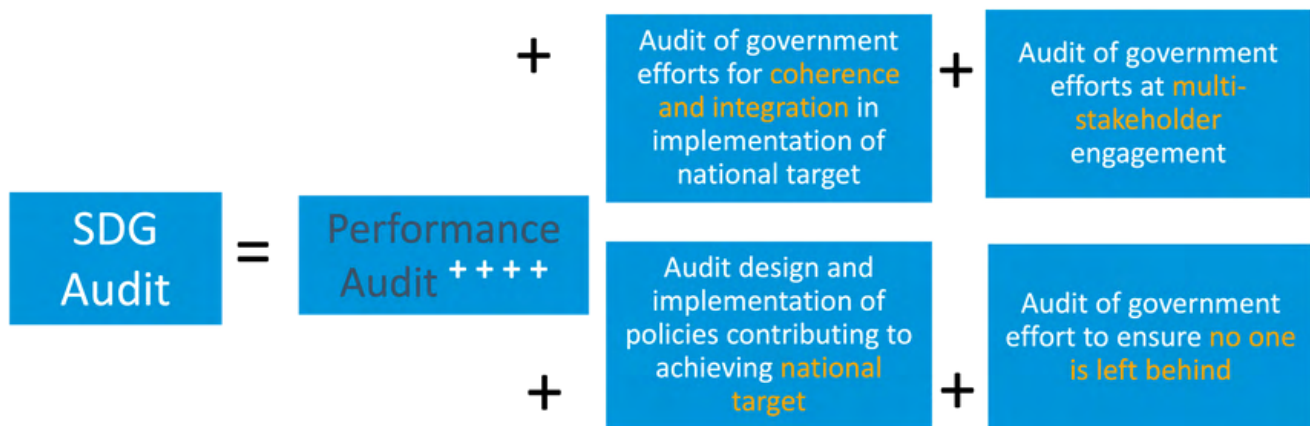 +
Audit of government
efforts for coherence
and integration in
implementation of
national target
+
Audit of government
efforts at multi-
stakeholder
engagement
SDG
Audit
=
Performance
Audit ++++
+
Audit design and
implementation of
policies contributing to
achieving national
target
+
Audit of government
effort to ensure no one
is left behind